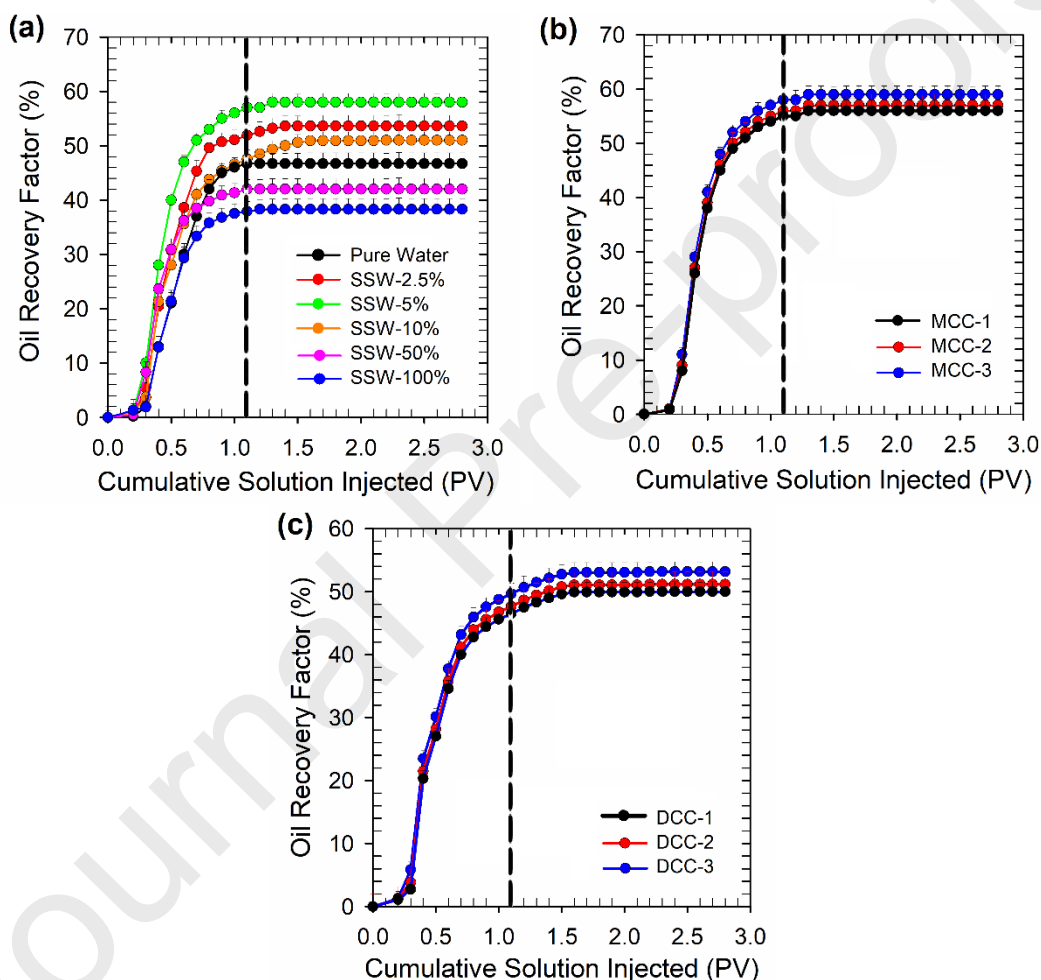 (a)
70
60
50
40
30
20
10
0
Oil Recovery Factor (%)
Pure Water
SSW-2.5%
SSW-5%
SSW-10%
SSW-50%
SSW-100%
0.0 0.5 1.0 1.5 2.0 2.5 3.0
Cumulative Solution Injected (PV)
(b)
70
60
50
40
30
20
10
0
Oil Recovery Factor (%)
MCC-1
MCC-2
MCC-3
0.0 0.5 1.0 1.5 2.0 2.5 3.0
Cumulative Solution Injected (PV)
(c)
60
50
40
30
20
10
0
Oil Recovery Factor (%)
DCC-1
DCC-2
DCC-3
0.0 0.5 1.0 1.5 2.0 2.5 3.0
Cumulative Solution Injected (PV)
ournal Pre-proo